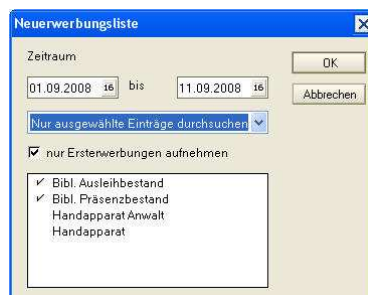 Neuerwerbungsliste
Zeitraum
01.09.2008 16 bis 11.09.2008 16
OK
Abbrechen
Nur ausgewählte Einträge durchsuchen
nur Ersterwerbungen aufnehmen
Bibl. Ausleihbestand
Bibl. Präsenzbestand
Handapparat Anwalt
Handapparat